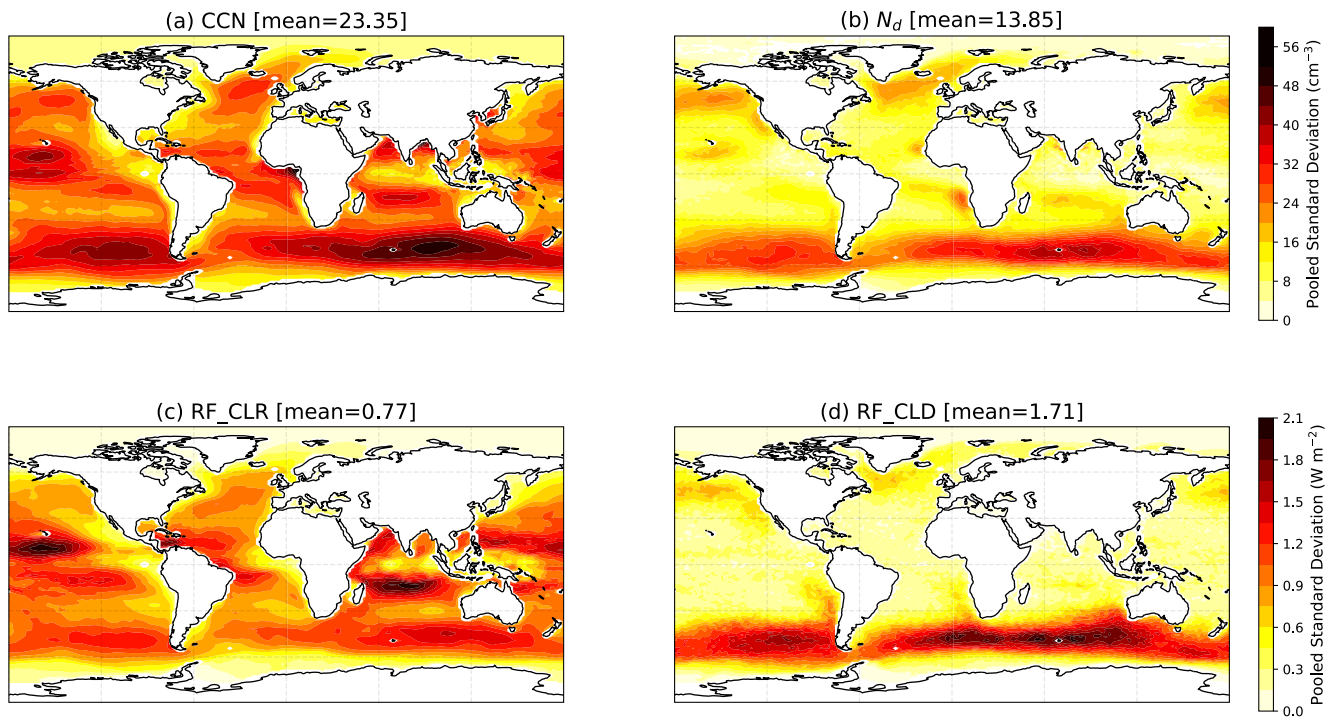 (a) CCN [mean=23.35]
(b) N_d [mean=13.85]
56
48
40
32
24
16
8
0
Pooled Standard Deviation (cm⁻³)
(c) RF_CLR [mean=0.77]
(d) RF_CLD [mean=1.71]
2.1
1.8
1.5
1.2
0.9
0.6
0.3
0.0
Pooled Standard Deviation (W m⁻²)